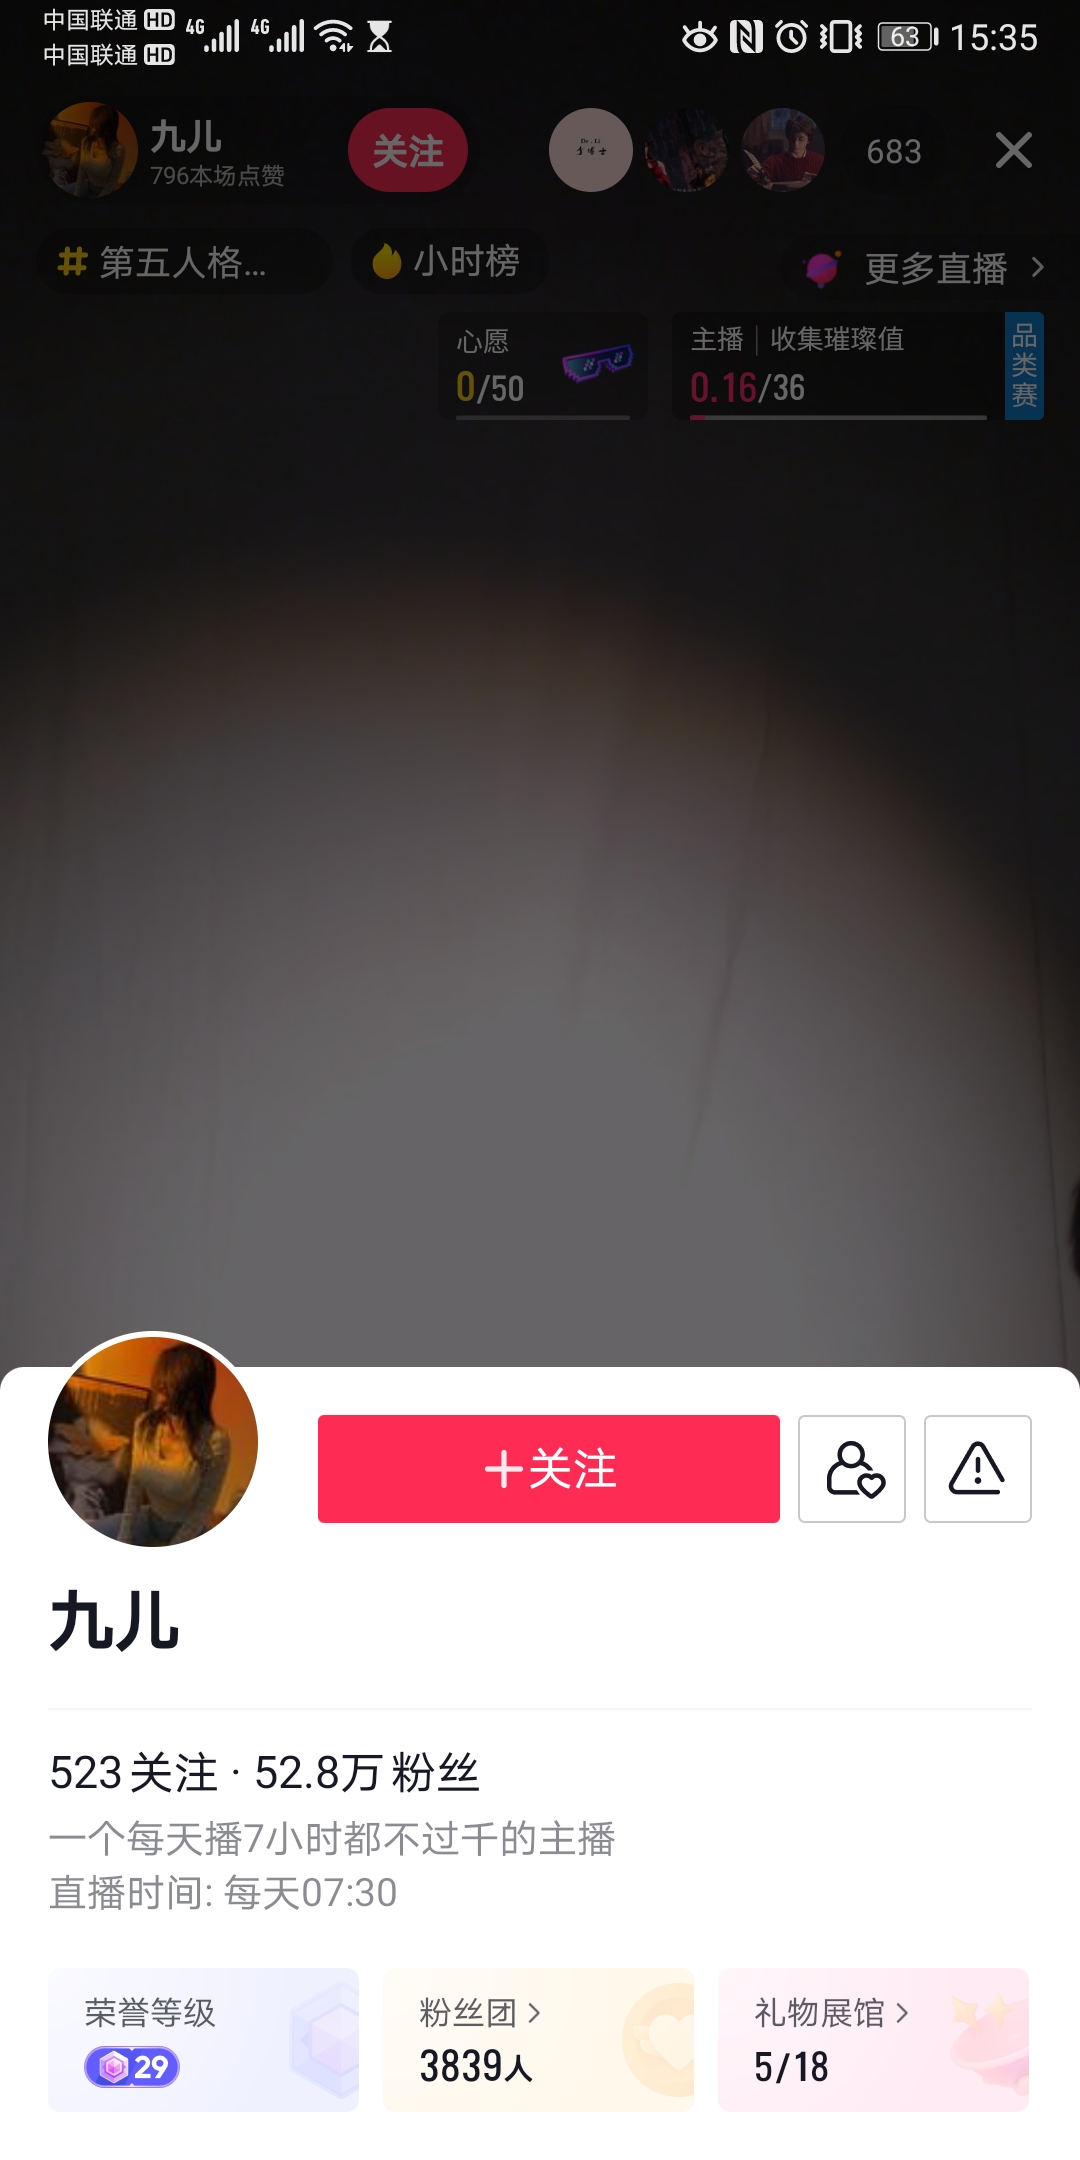 中国联通 HD 4G 4G 63 15:35
中国联通 HD
九儿
796本场点赞
关注
683
第五人格...
小时榜
更多直播
心愿
0/50
主播 | 收集璀璨值
0.16/36
品类赛
关注
九儿
523关注 · 52.8万粉丝
一个每天播7小时都不过千的主播
直播时间: 每天07:30
荣誉等级
29
粉丝团
3839人
礼物展馆
5/18